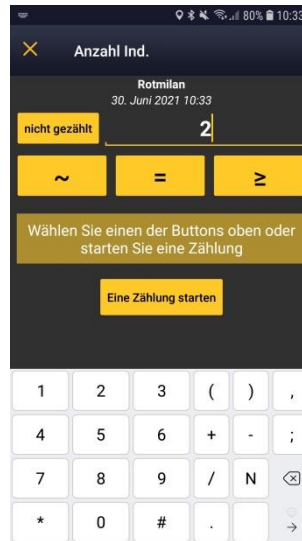 80% 10:33
× Anzahl Ind.
Rotmilan
30. Juni 2021 10:33
nicht gezählt 2
~ = ≥
Wählen Sie einen der Buttons oben oder
starten Sie eine Zählung
Eine Zählung starten
1 2 3 ( ) ,
4 5 6 + - ;
7 8 9 / N
* 0 # .